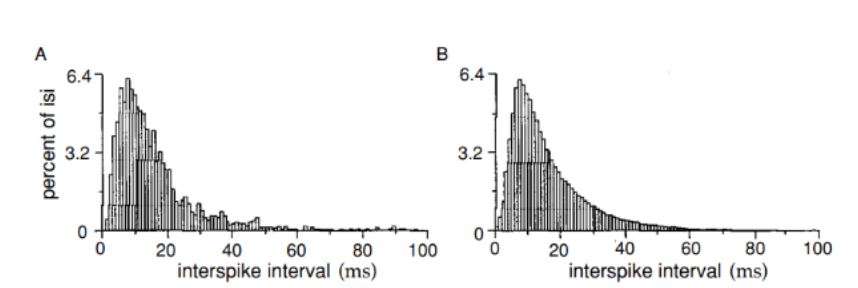 A
percent of isi
6.4
3.2
0
0 20 40 60 80 100
interspike interval (ms)
B
6.4
3.2
0
0 20 40 60 80 100
interspike interval (ms)